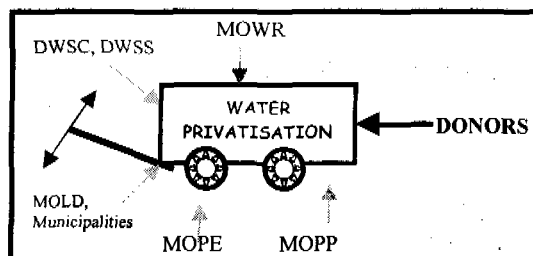 MOWR
DWSC, DWSS
WATER
PRIVATISATION
DONORS
MOLD,
Municipalities
MOPE
MOPP